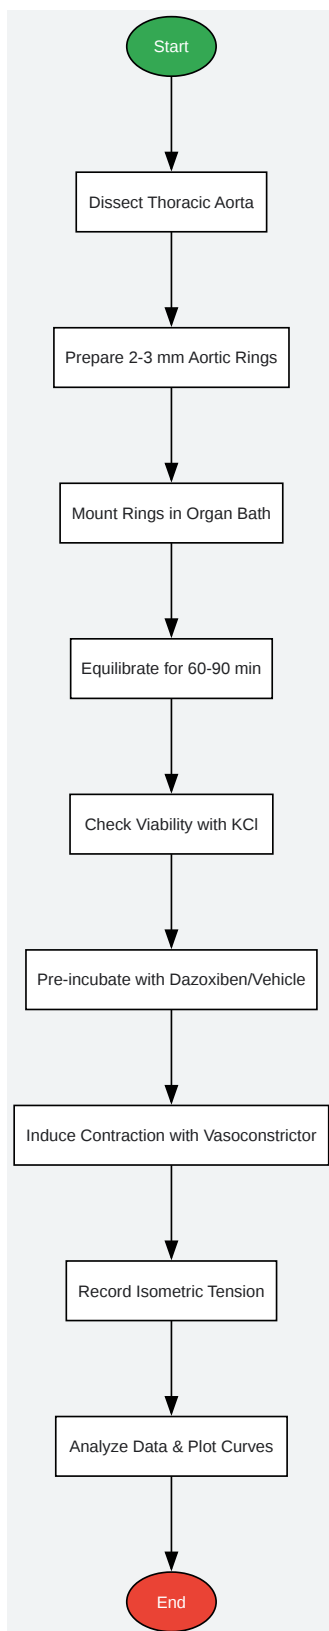 Start
Dissect Thoracic Aorta
Prepare 2-3 mm Aortic Rings
Mount Rings in Organ Bath
Equilibrate for 60-90 min
Check Viability with KCl
Pre-incubate with Dazoxiben/Vehicle
Induce Contraction with Vasoconstrictor
Record Isometric Tension
Analyze Data & Plot Curves
End